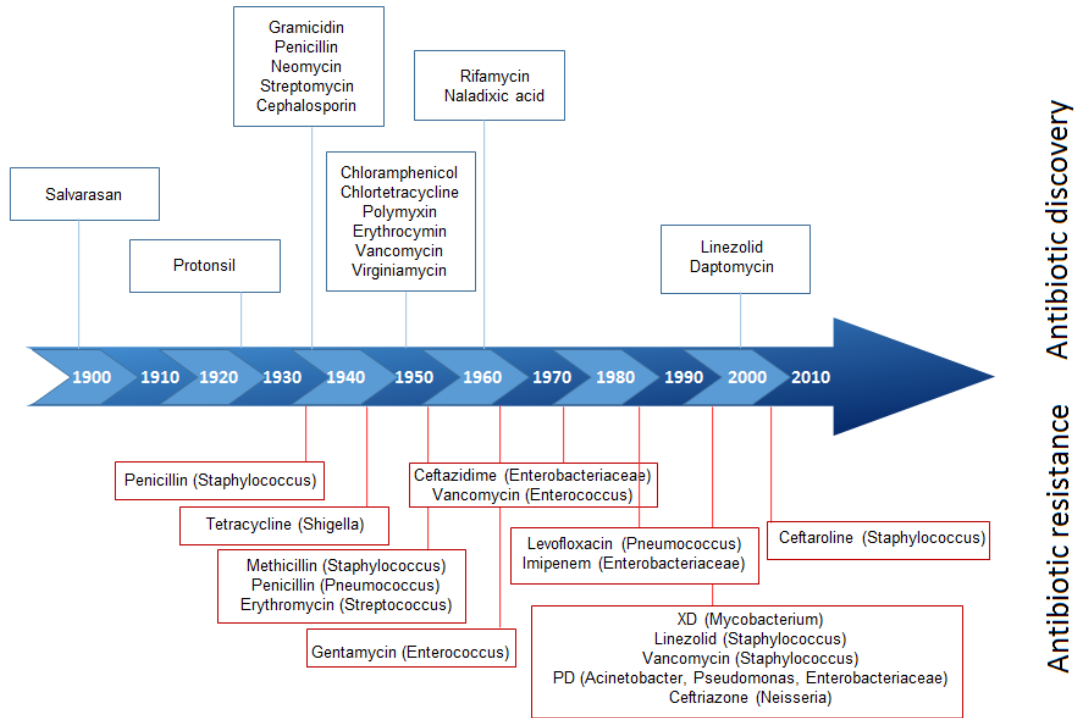 Gramicidin
Penicillin
Neomycin
Streptomycin
Cephalosporin
Rifamycin
Naladixic acid
Salvarasan
Chloramphenicol
Chlortetracycline
Polymyxin
Erythrocymin
Vancomycin
Virginiamycin
Protonsil
Linezolid
Daptomycin
Antibiotic discovery
1900 1910 1920 1930 1940 1950 1960 1970 1980 1990 2000 2010
Antibiotic resistance
Penicillin (Staphylococcus)
Tetracycline (Shigella)
Methicillin (Staphylococcus)
Penicillin (Pneumococcus)
Erythromycin (Streptococcus)
Gentamycin (Enterococcus)
Ceftazidime (Enterobacteriaceae)
Vancomycin (Enterococcus)
Levofloxacin (Pneumococcus)
Imipenem (Enterobacteriaceae)
XD (Mycobacterium)
Linezolid (Staphylococcus)
Vancomycin (Staphylococcus)
PD (Acinetobacter, Pseudomonas, Enterobacteriaceae)
Ceftriazone (Neisseria)
Ceftaroline (Staphylococcus)